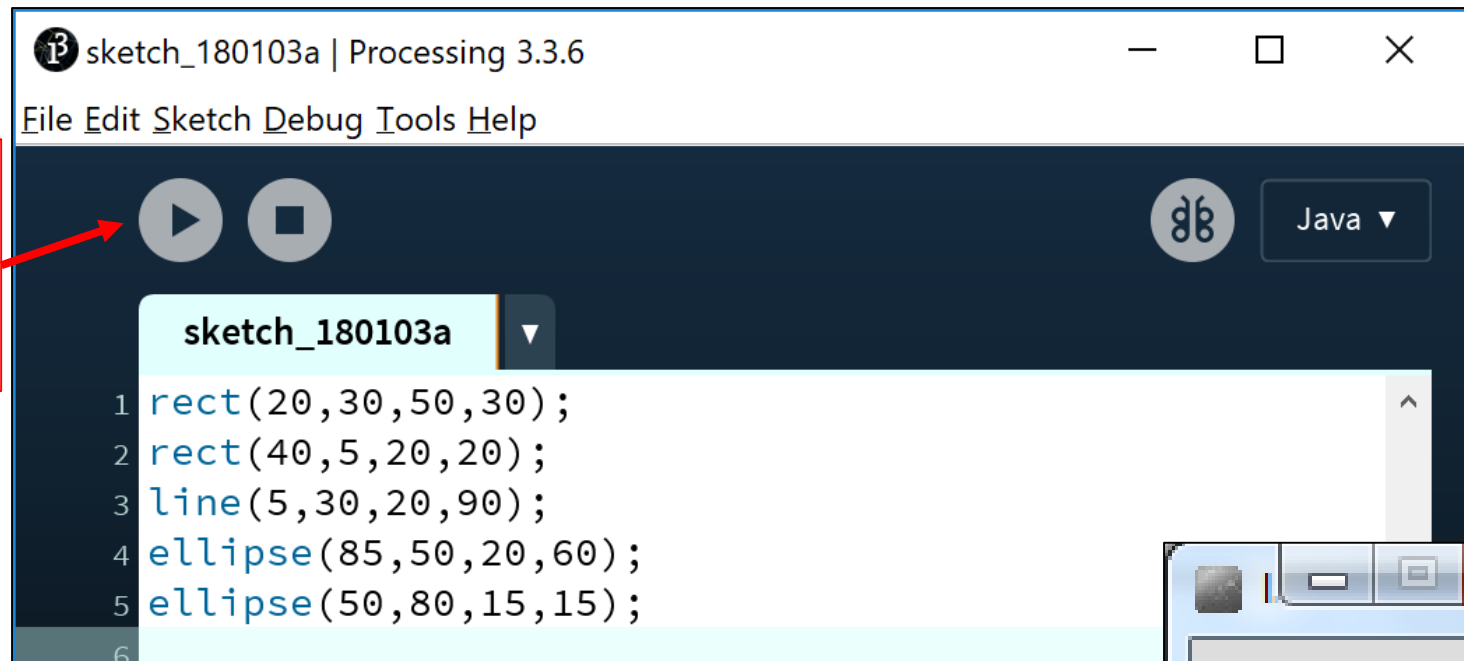 sketch_180103a | Processing 3.3.6
File Edit Sketch Debug Tools Help
Java ▼
sketch_180103a ▼
1 rect(20,30,50,30);
2 rect(40,5,20,20);
3 line(5,30,20,90);
4 ellipse(85,50,20,60);
5 ellipse(50,80,15,15);
6